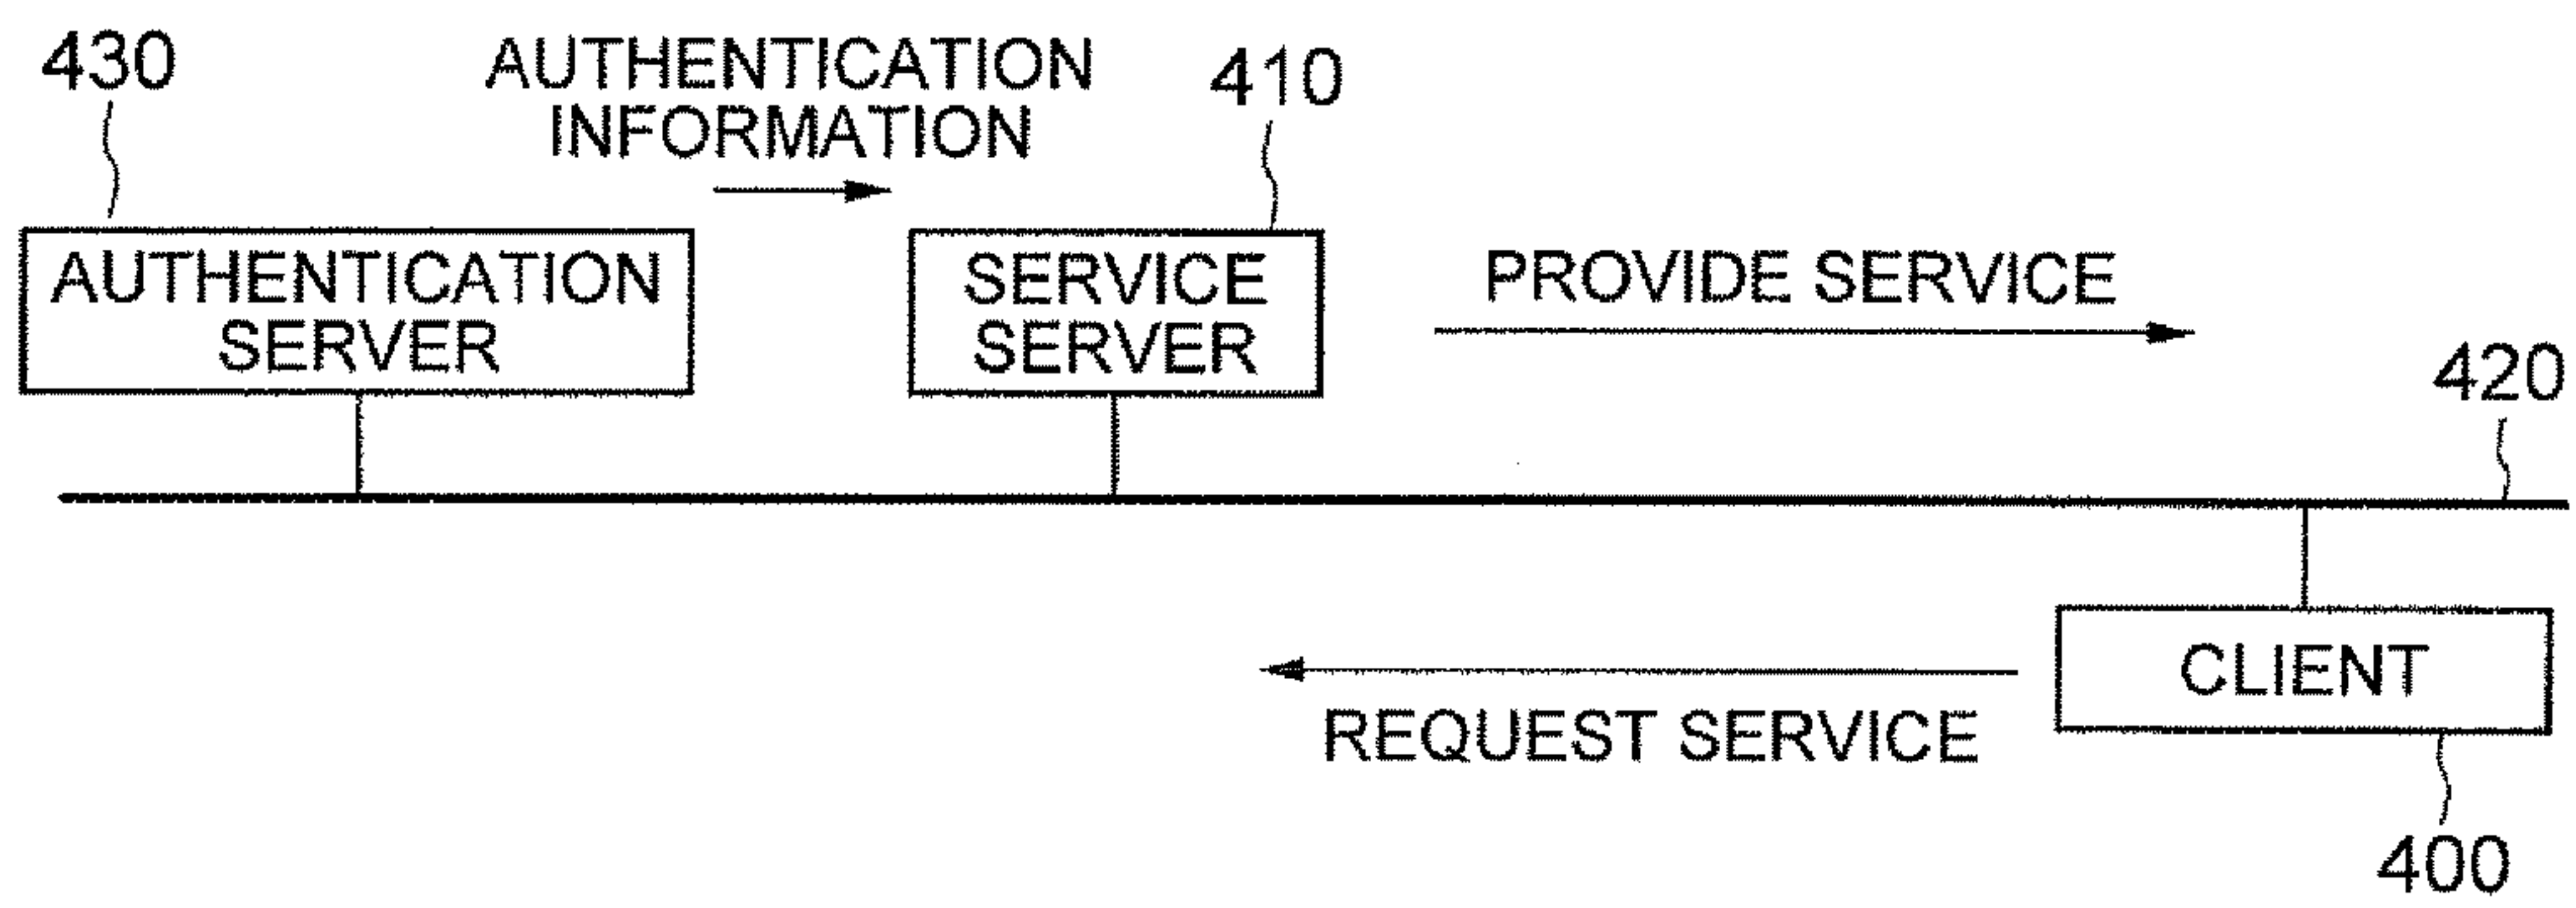 430
AUTHENTICATION
INFORMATION
410
AUTHENTICATION
SERVER
SERVICE
SERVER
PROVIDE SERVICE
420
CLIENT
REQUEST SERVICE
400